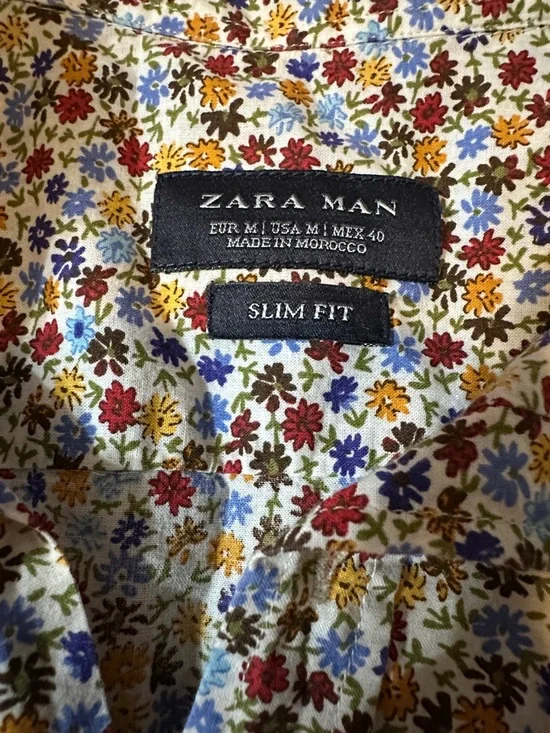 ZARA MAN
EUR M | USA M | MEX 40
MADE IN MOROCCO
SLIM FIT